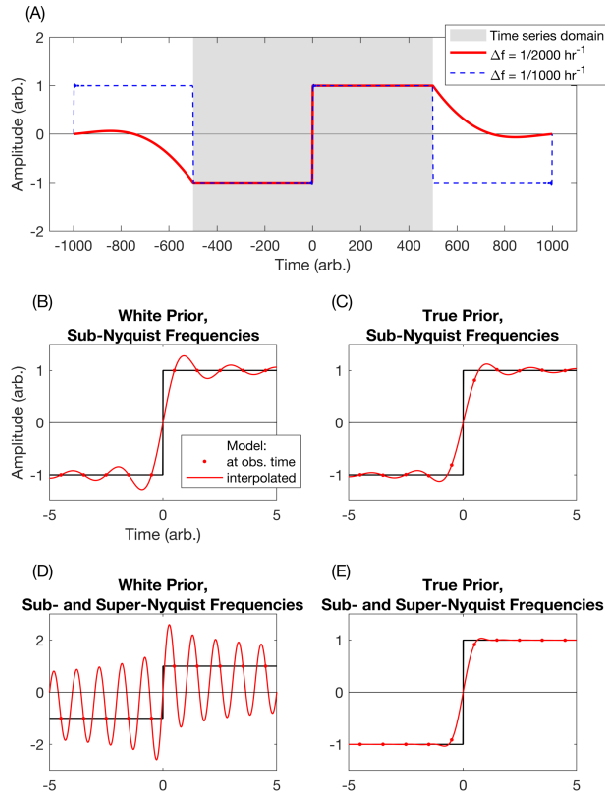 (A)
2
1
0
-1
-2
Amplitude (arb.)
-1000 -800 -600 -400 -200 0 200 400 600 800 1000
Time (arb.)
Time series domain
Δf = 1/2000 hr⁻¹
Δf = 1/1000 hr⁻¹
(B)
White Prior,
Sub-Nyquist Frequencies
1
0
-1
Amplitude (arb.)
-5 0 5
Time (arb.)
Model:
at obs. time
interpolated
(C)
True Prior,
Sub-Nyquist Frequencies
1
0
-1
-5 0 5
(D)
White Prior,
Sub- and Super-Nyquist Frequencies
2
0
-2
-5 0 5
(E)
True Prior,
Sub- and Super-Nyquist Frequencies
1
0
-1
-5 0 5